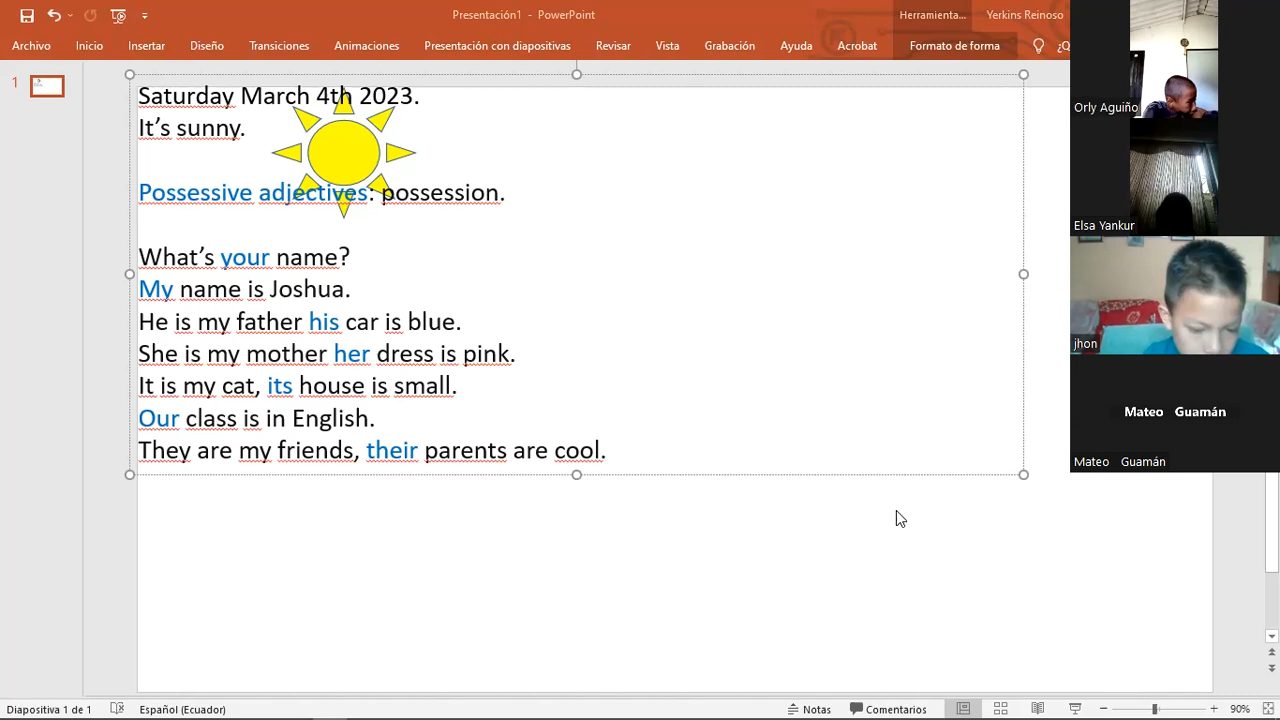 Presentación1 - PowerPoint
Herramienta...
Yerkins Reinoso
Archivo Inicio Insertar Diseño Transiciones Animaciones Presentación con diapositivas Revisar Vista Grabación Ayuda Acrobat Formato de forma ¿Q
1
Saturday March 4th 2023.
It's sunny.
Possessive adjectives: possession.
What's your name?
My name is Joshua.
He is my father his car is blue.
She is my mother her dress is pink.
It is my cat, its house is small.
Our class is in English.
They are my friends, their parents are cool.
Orly Aguiño
Elsa Yankur
jhon
Mateo Guamán
Mateo Guamán
Diapositiva 1 de 1 Español (Ecuador) Notas Comentarios 90%